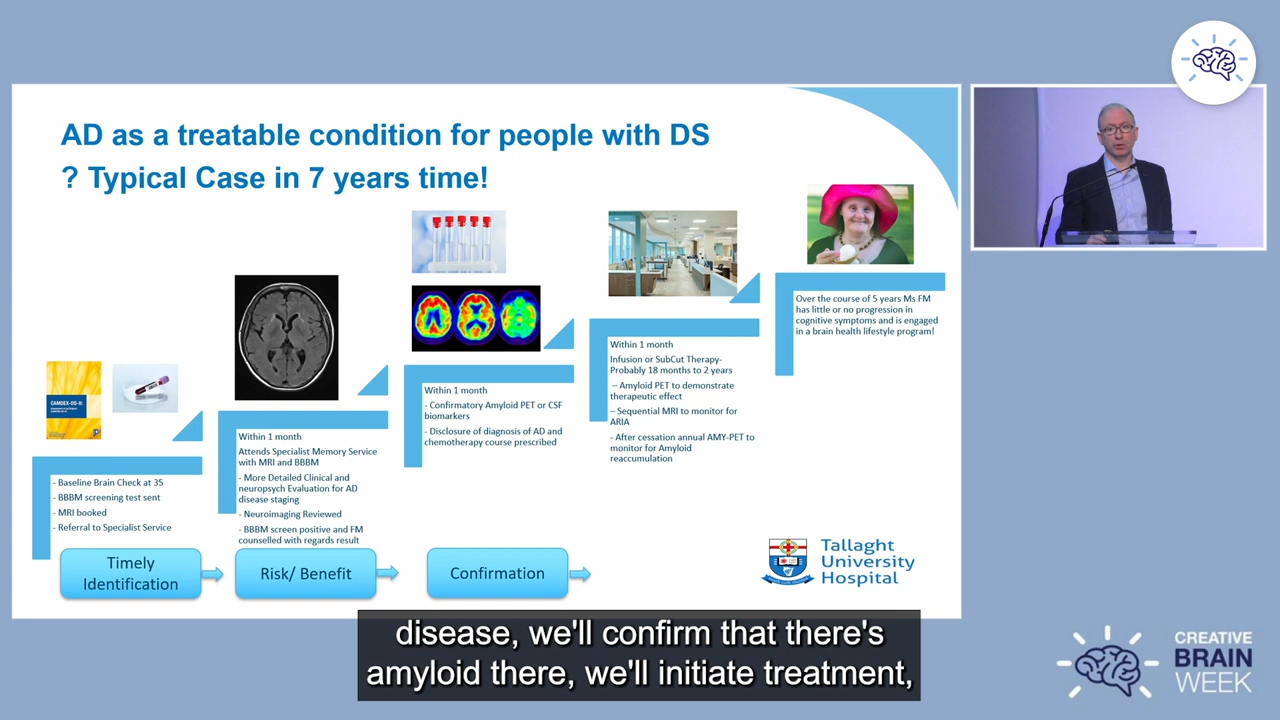 AD as a treatable condition for people with DS
? Typical Case in 7 years time!
CAMDEX-DS-II:
- Baseline Brain Check at 35
- BBBM screening test sent
- MRI booked
- Referral to Specialist Service
Within 1 month
Attends Specialist Memory Service
with MRI and BBBM
- More Detailed Clinical and
neuropsych Evaluation for AD
disease staging
- Neuroimaging Reviewed
- BBBM screen positive and FM
counselled with regards result
Within 1 month
- Confirmatory Amyloid PET or CSF
biomarkers
- Disclosure of diagnosis of AD and
chemotherapy course prescribed
Within 1 month
Infusion or SubCut Therapy-
Probably 18 months to 2 years
– Amyloid PET to demonstrate
therapeutic effect
– Sequential MRI to monitor for
ARIA
- After cessation annual AMY-PET to
monitor for Amyloid
reaccumulation
Over the course of 5 years Ms FM
has little or no progression in
cognitive symptoms and is engaged
in a brain health lifestyle program!
Timely
Identification
Risk/ Benefit
Confirmation
Tallaght
University
Hospital
disease, we'll confirm that there's
amyloid there, we'll initiate treatment,
CREATIVE
BRAIN
WEEK